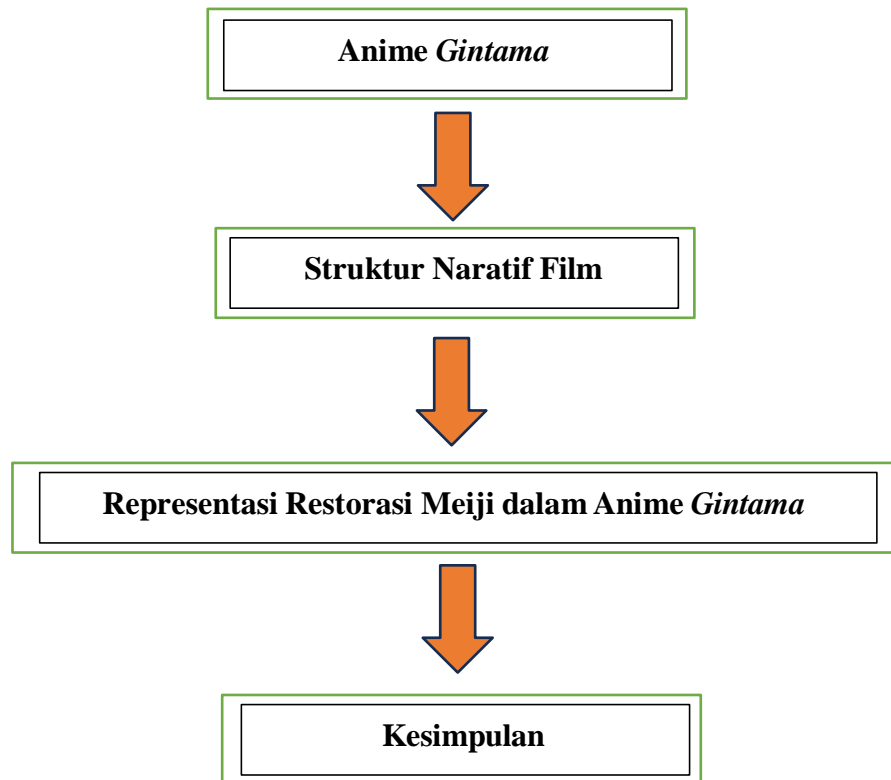 Anime Gintama
Struktur Naratif Film
Representasi Restorasi Meiji dalam Anime Gintama
Kesimpulan